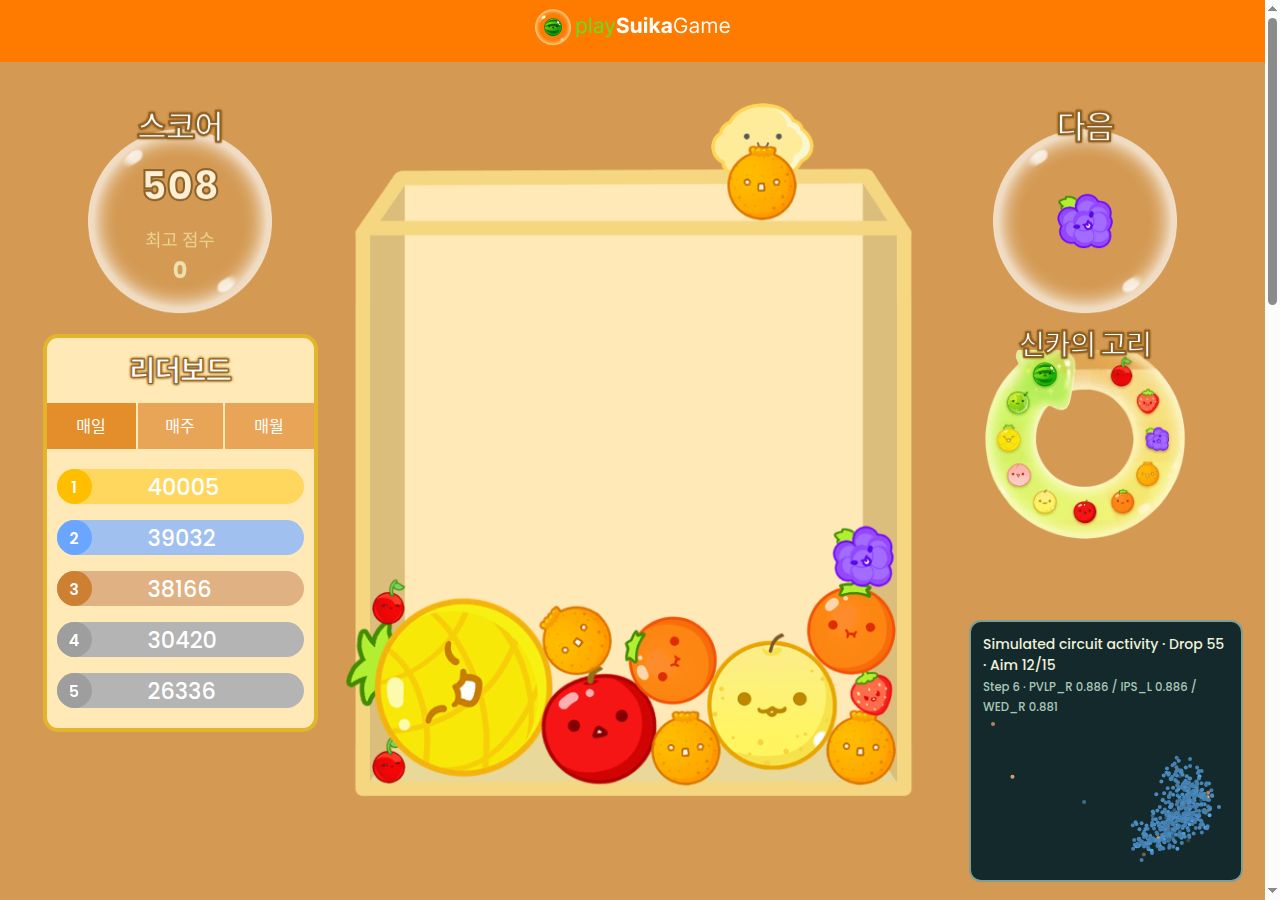 playSuikaGame
스코어
508
최고 점수
0
리더보드
매일 매주 매월
1 40005
2 39032
3 38166
4 30420
5 26336
다음
신카의 고리
Simulated circuit activity · Drop 55
· Aim 12/15
Step 6 · PVLP_R 0.886 / IPS_L 0.886 /
WED_R 0.881